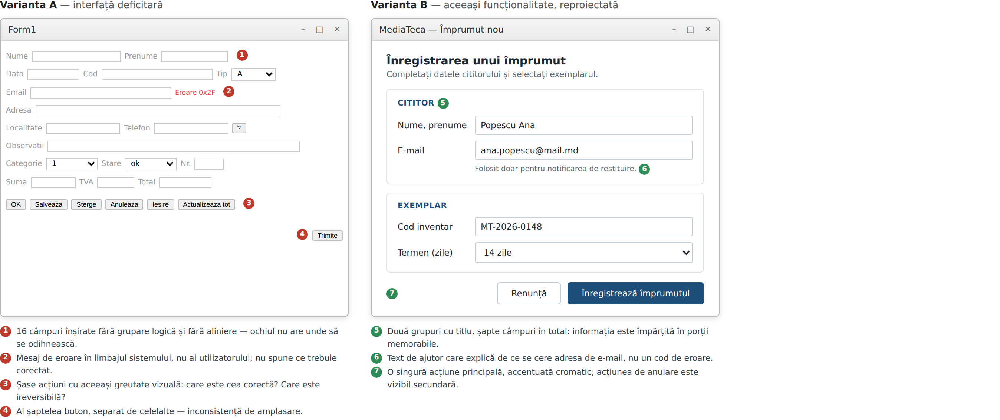 Varianta A — interfață deficitară
Form1
– □ ✕
Nume Prenume 1
Data Cod Tip A
Email Eroare 0x2F 2
Adresa
Localitate Telefon ?
Observatii
Categorie 1 Stare ok Nr.
Suma TVA Total
OK Salveaza Sterge Anuleaza Iesire Actualizeaza tot 3
4 Trimite
1 16 câmpuri înșirate fără grupare logică și fără aliniere — ochiul nu are unde să
se odihnească.
2 Mesaj de eroare în limbajul sistemului, nu al utilizatorului; nu spune ce trebuie
corectat.
3 Șase acțiuni cu aceeași greutate vizuală: care este cea corectă? Care este
ireversibilă?
4 Al șaptelea buton, separat de celelalte — inconsistență de amplasare.
Varianta B — aceeași funcționalitate, reproiectată
MediaTeca — Împrumut nou
– □ ✕
Înregistrarea unui împrumut
Completați datele cititorului și selectați exemplarul.
CITITOR 5
Nume, prenume Popescu Ana
E-mail ana.popescu@mail.md
Folosit doar pentru notificarea de restituire. 6
EXEMPLAR
Cod inventar MT-2026-0148
Termen (zile) 14 zile
7 Renunță Înregistrează împrumutul
5 Două grupuri cu titlu, șapte câmpuri în total: informația este împărțită în porții
memorabile.
6 Text de ajutor care explică de ce se cere adresa de e-mail, nu un cod de eroare.
7 O singură acțiune principală, accentuată cromatic; acțiunea de anulare este
vizibil secundară.